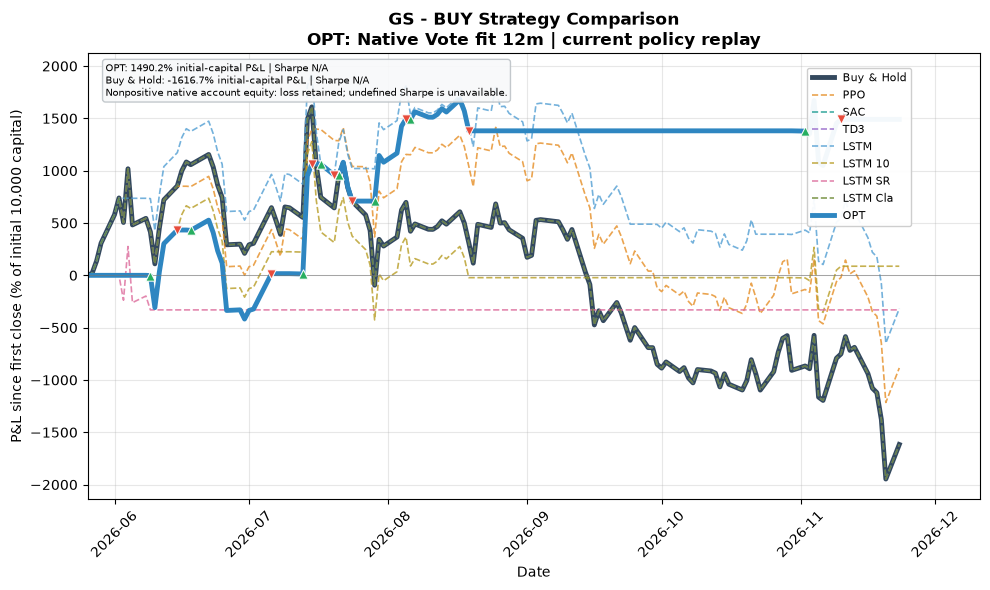 GS - BUY Strategy Comparison
OPT: Native Vote fit 12m | current policy replay
OPT: 1490.2% initial-capital P&L | Sharpe N/A
Buy & Hold: -1616.7% initial-capital P&L | Sharpe N/A
Nonpositive native account equity: loss retained; undefined Sharpe is unavailable.
Buy & Hold
PPO
SAC
TD3
LSTM
LSTM 10
LSTM SR
LSTM Cla
OPT
P&L since first close (% of initial 10,000 capital)
2000
1500
1000
500
0
−500
−1000
−1500
−2000
2026-06
2026-07
2026-08
2026-09
2026-10
2026-11
2026-12
Date